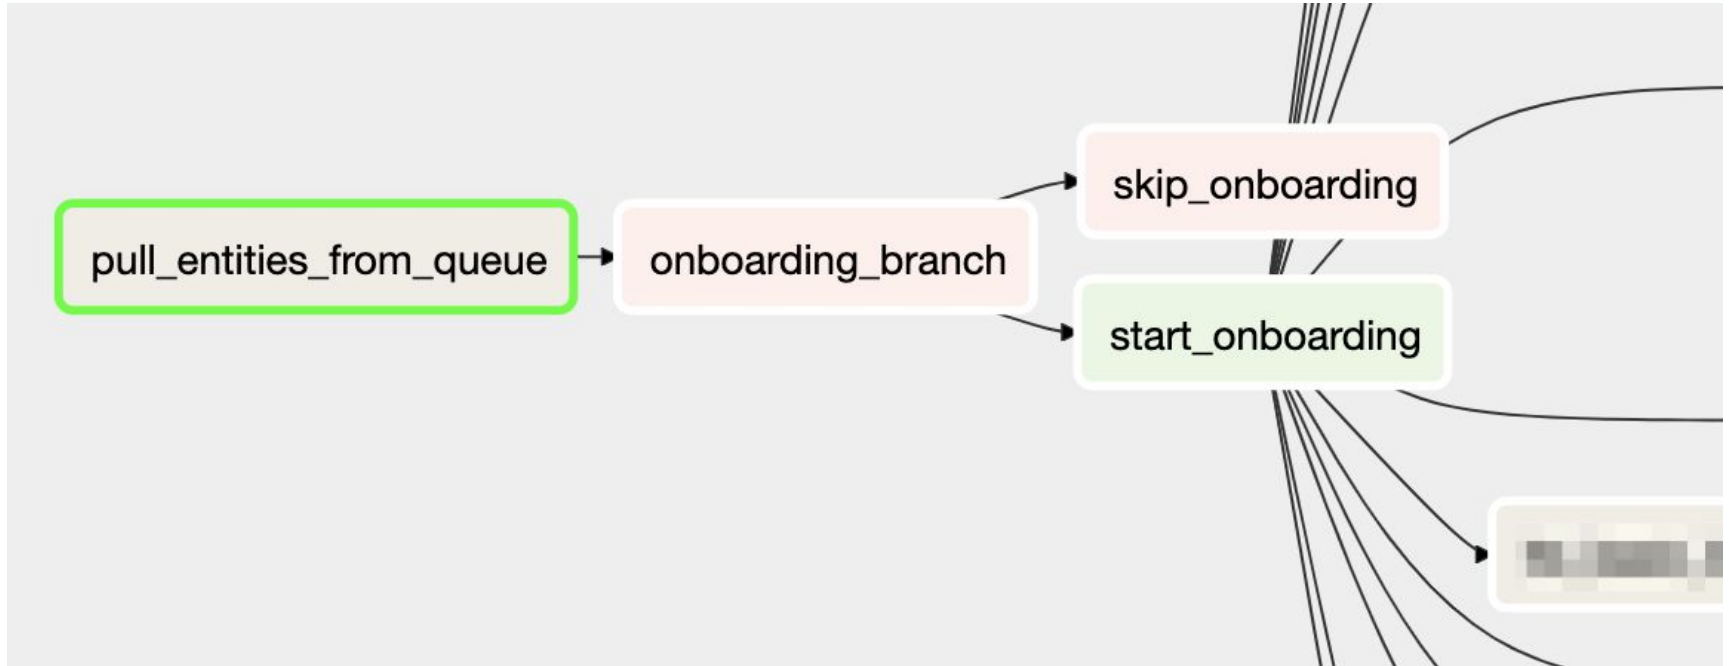 pull_entities_from_queue
onboarding_branch
skip_onboarding
start_onboarding